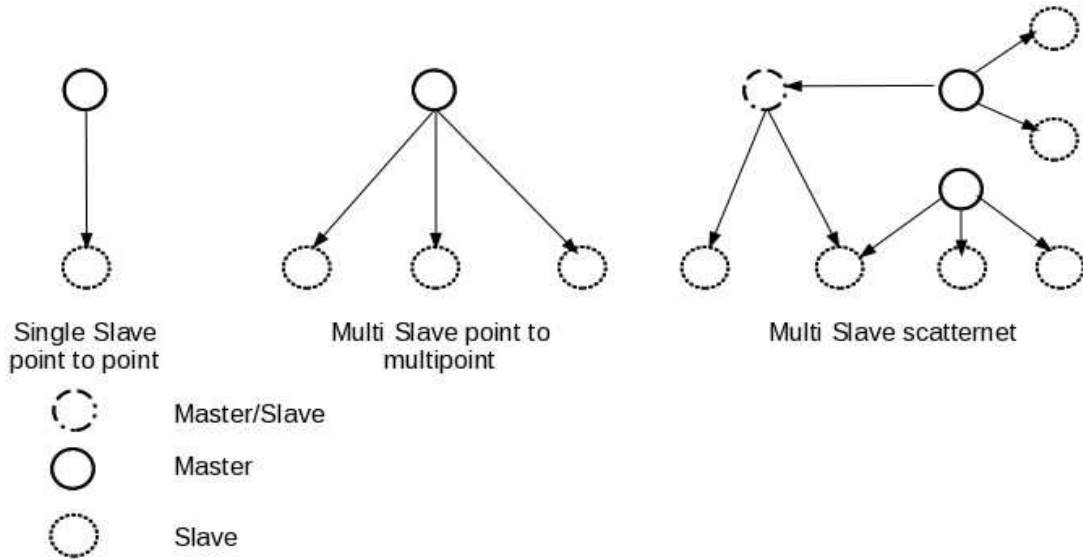 Single Slave
point to point
Multi Slave point to
multipoint
Multi Slave scatternet
Master/Slave
Master
Slave